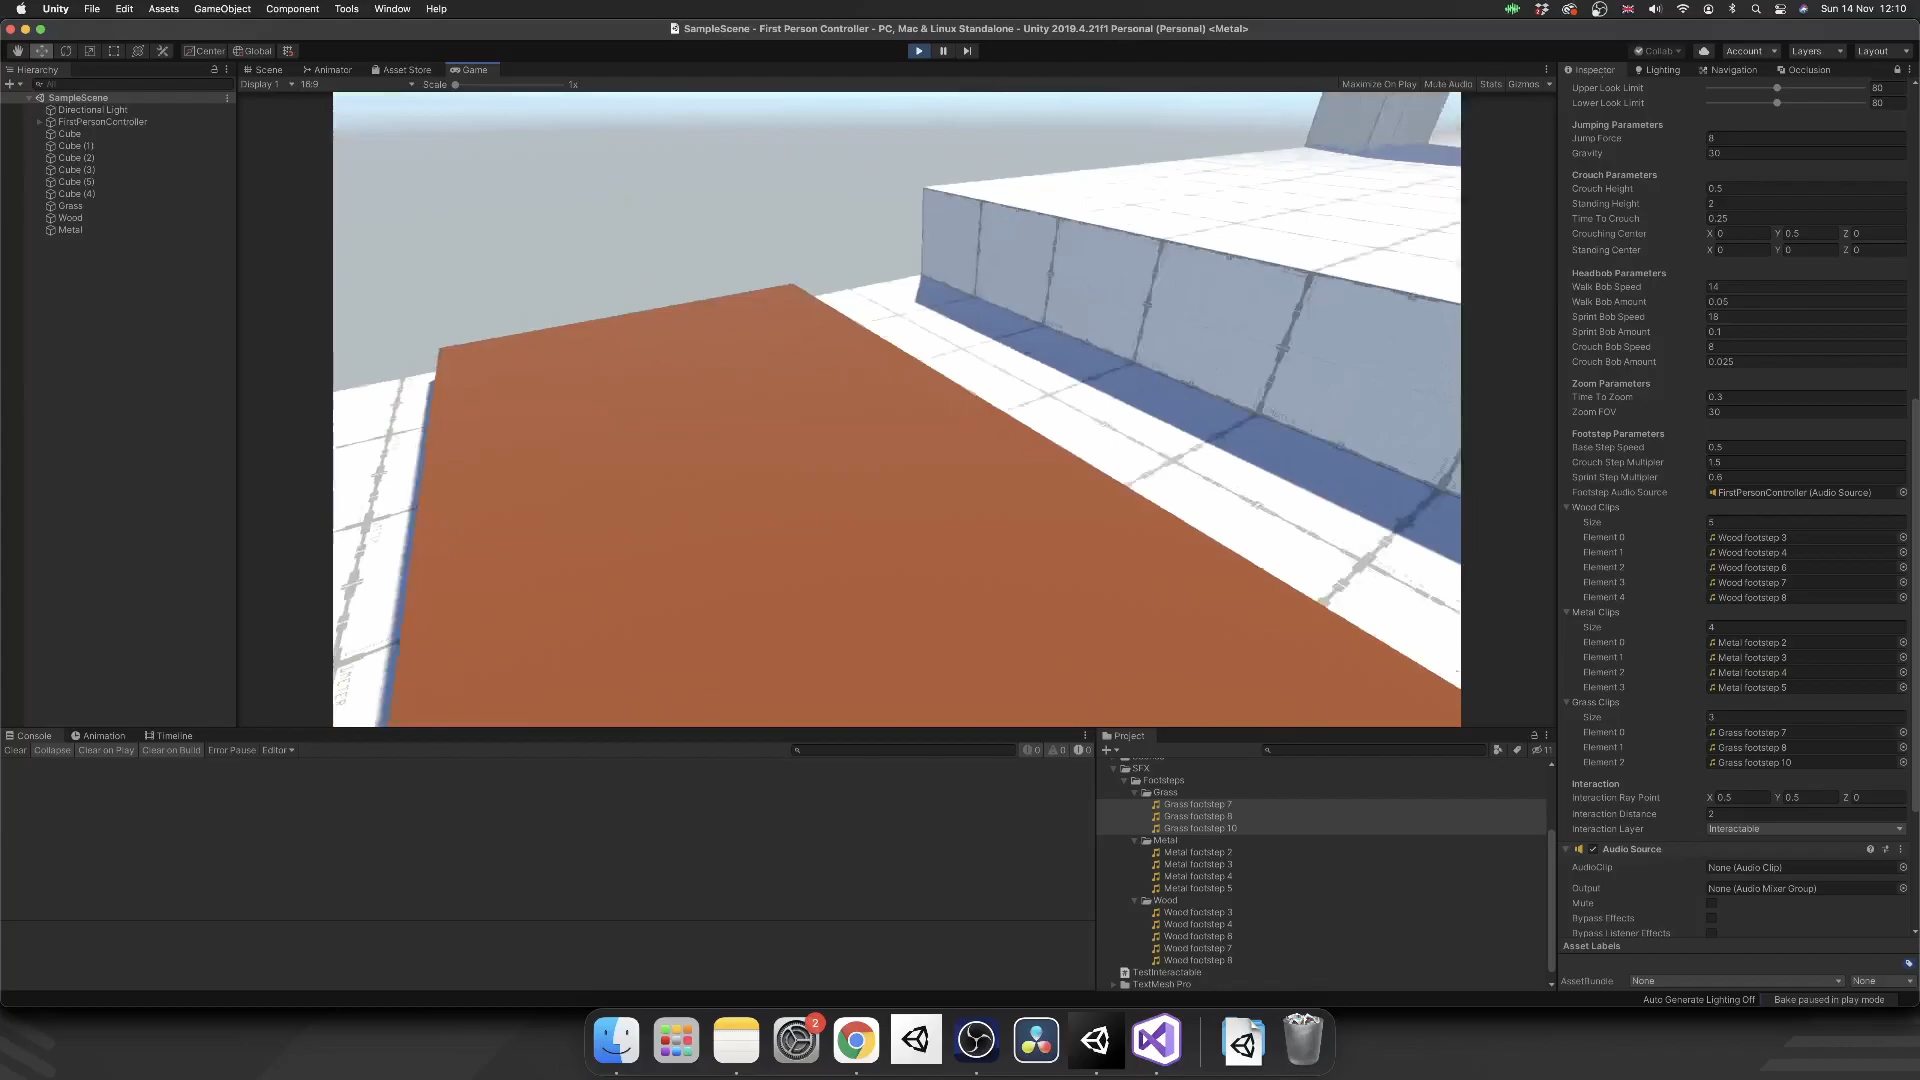 Unity File Edit Assets GameObject Component Tools Window Help
Sun 14 Nov 12:10
SampleScene - First Person Controller - PC, Mac & Linux Standalone - Unity 2019.4.21f1 Personal (Personal) <Metal>
Center Global
Collab Account Layers Layout
Hierarchy
All
SampleScene
Directional Light
FirstPersonController
Cube
Cube (1)
Cube (2)
Cube (3)
Cube (5)
Cube (4)
Grass
Wood
Metal
Scene Animator Asset Store Game
Display 1 16:9 Scale 1x Maximize On Play Mute Audio Stats Gizmos
Inspector Lighting Navigation Occlusion
Upper Look Limit 80
Lower Look Limit 80
Jumping Parameters
Jump Force 8
Gravity 30
Crouch Parameters
Crouch Height 0.5
Standing Height 2
Time To Crouch 0.25
Crouching Center X 0 Y 0.5 Z 0
Standing Center X 0 Y 0 Z 0
Headbob Parameters
Walk Bob Speed 14
Walk Bob Amount 0.05
Sprint Bob Speed 18
Sprint Bob Amount 0.1
Crouch Bob Speed 8
Crouch Bob Amount 0.025
Zoom Parameters
Time To Zoom 0.3
Zoom FOV 30
Footstep Parameters
Base Step Speed 0.5
Crouch Step Multiplier 1.5
Sprint Step Multiplier 0.6
Footstep Audio Source FirstPersonController (Audio Source)
Wood Clips
Size 5
Element 0 Wood footstep 3
Element 1 Wood footstep 4
Element 2 Wood footstep 6
Element 3 Wood footstep 7
Element 4 Wood footstep 8
Metal Clips
Size 4
Element 0 Metal footstep 2
Element 1 Metal footstep 3
Element 2 Metal footstep 4
Element 3 Metal footstep 5
Grass Clips
Size 3
Element 0 Grass footstep 7
Element 1 Grass footstep 8
Element 2 Grass footstep 10
Interaction
Interaction Ray Point X 0.5 Y 0.5 Z 0
Interaction Distance 2
Interaction Layer Interactable
Audio Source
AudioClip None (Audio Clip)
Output None (Audio Mixer Group)
Mute
Bypass Effects
Bypass Listener Effects
Asset Labels
AssetBundle None None
Auto Generate Lighting Off Bake paused in play mode
Console Animation Timeline
Clear Collapse Clear on Play Clear on Build Error Pause Editor
0 0 0
Project
11
SFX
Footsteps
Grass
Grass footstep 7
Grass footstep 8
Grass footstep 10
Metal
Metal footstep 2
Metal footstep 3
Metal footstep 4
Metal footstep 5
Wood
Wood footstep 3
Wood footstep 4
Wood footstep 6
Wood footstep 7
Wood footstep 8
TestInteractable
TextMesh Pro
2